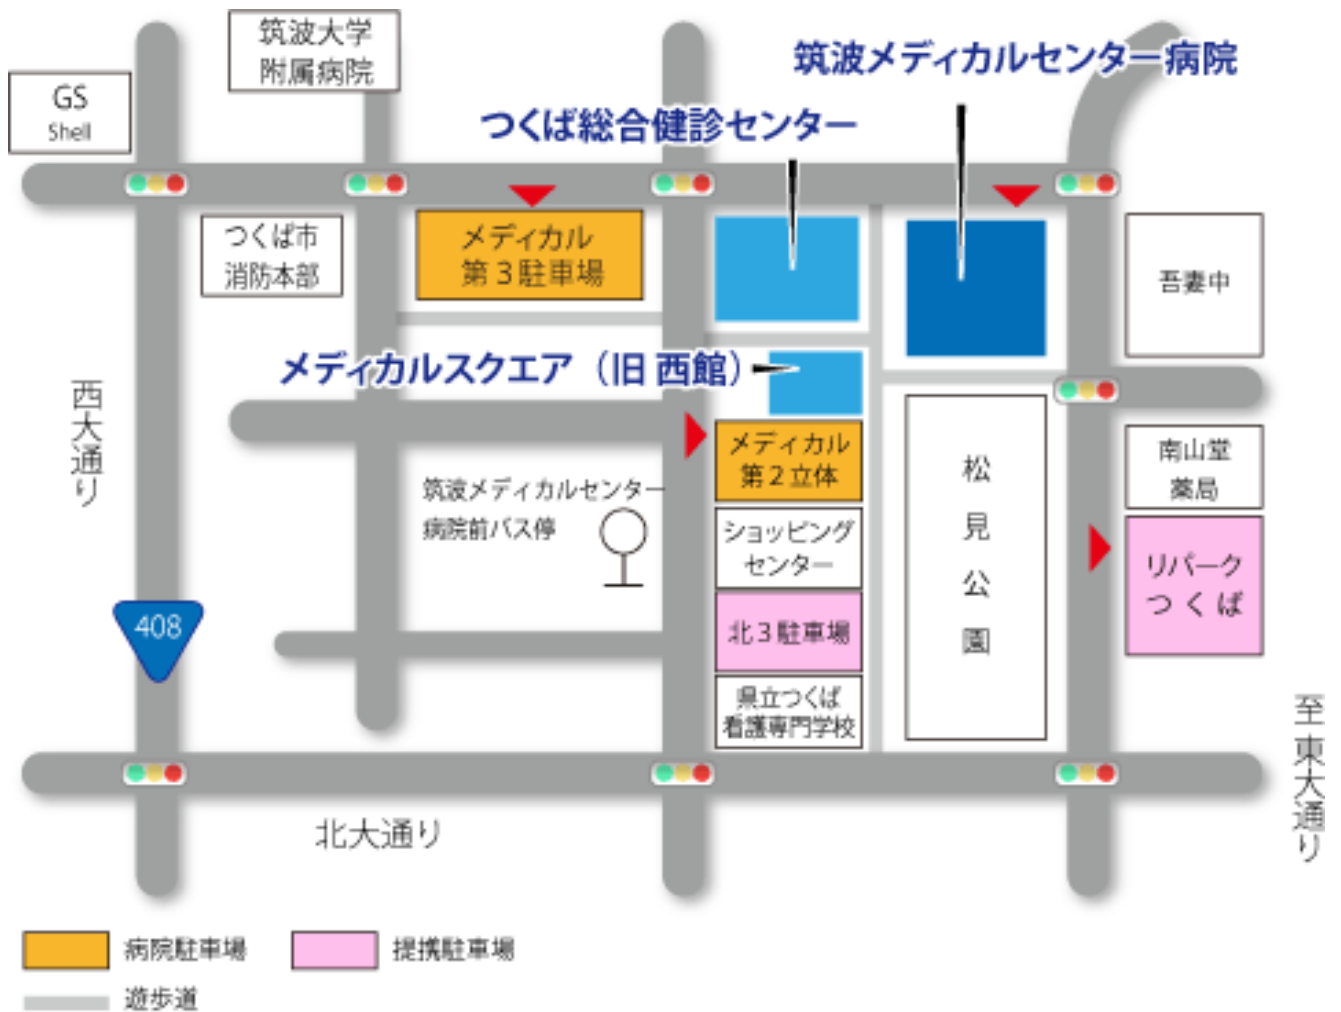 筑波大学
附属病院
筑波メディカルセンター病院
GS
Shell
つくば総合健診センター
つくば市
消防本部
メディカル
第3駐車場
吾妻中
メディカルスクエア（旧 西館）
西大通り
メディカル
第2立体
松見公園
南山堂
薬局
筑波メディカルセンター
病院前バス停
ショッピング
センター
リパーク
つくば
408
北3駐車場
県立つくば
看護専門学校
至 東大通り
北大通り
病院駐車場
提携駐車場
遊歩道